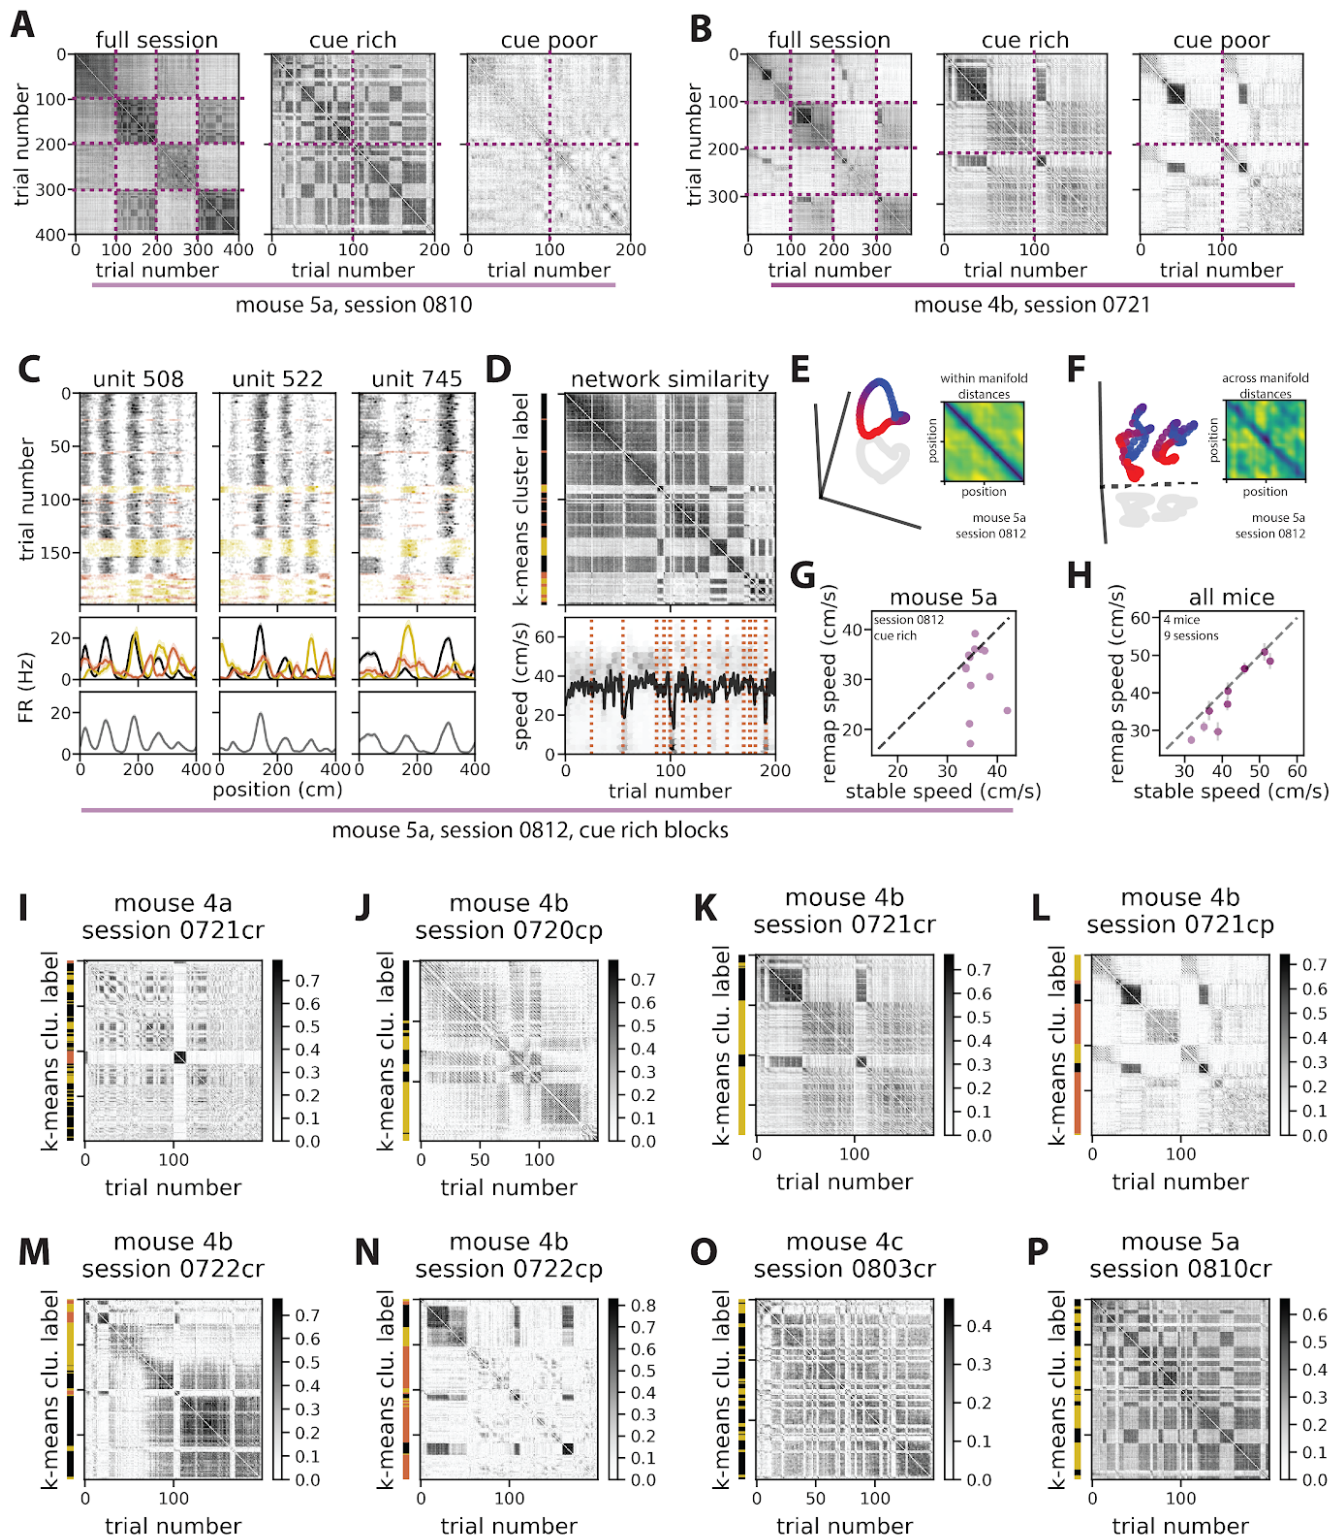 A
full session
cue rich
cue poor
trial number
0
100
200
300
400
0 100 200 300 400
0 100 200
0 100 200
trial number
trial number
trial number
mouse 5a, session 0810
B
full session
cue rich
cue poor
trial number
0
100
200
300
0 100 200 300
0 100
0 100
trial number
trial number
trial number
mouse 4b, session 0721
C
unit 508
unit 522
unit 745
trial number
0
50
100
150
FR (Hz)
20
0
20
0
0 200 400
0 200 400
0 200 400
position (cm)
D
network similarity
k-means cluster label
speed (cm/s)
60
40
20
0
0 100 200
trial number
mouse 5a, session 0812, cue rich blocks
E
within manifold
distances
position
position
mouse 5a
session 0812
F
across manifold
distances
position
position
mouse 5a
session 0812
G
mouse 5a
session 0812
cue rich
remap speed (cm/s)
40
30
20
20 30 40
stable speed (cm/s)
H
all mice
4 mice
9 sessions
remap speed (cm/s)
60
50
40
30
30 40 50 60
stable speed (cm/s)
I
mouse 4a
session 0721cr
k-means clu. label
0 100
trial number
0.7
0.6
0.5
0.4
0.3
0.2
0.1
0.0
J
mouse 4b
session 0720cp
k-means clu. label
0 50 100
trial number
0.7
0.6
0.5
0.4
0.3
0.2
0.1
0.0
K
mouse 4b
session 0721cr
k-means clu. label
0 100
trial number
0.7
0.6
0.5
0.4
0.3
0.2
0.1
0.0
L
mouse 4b
session 0721cp
k-means clu. label
0 100
trial number
0.7
0.6
0.5
0.4
0.3
0.2
0.1
0.0
M
mouse 4b
session 0722cr
k-means clu. label
0 100
trial number
0.7
0.6
0.5
0.4
0.3
0.2
0.1
0.0
N
mouse 4b
session 0722cp
k-means clu. label
0 100
trial number
0.8
0.7
0.6
0.5
0.4
0.3
0.2
0.1
0.0
O
mouse 4c
session 0803cr
k-means clu. label
0 50 100
trial number
0.4
0.3
0.2
0.1
0.0
P
mouse 5a
session 0810cr
k-means clu. label
0 100
trial number
0.6
0.5
0.4
0.3
0.2
0.1
0.0